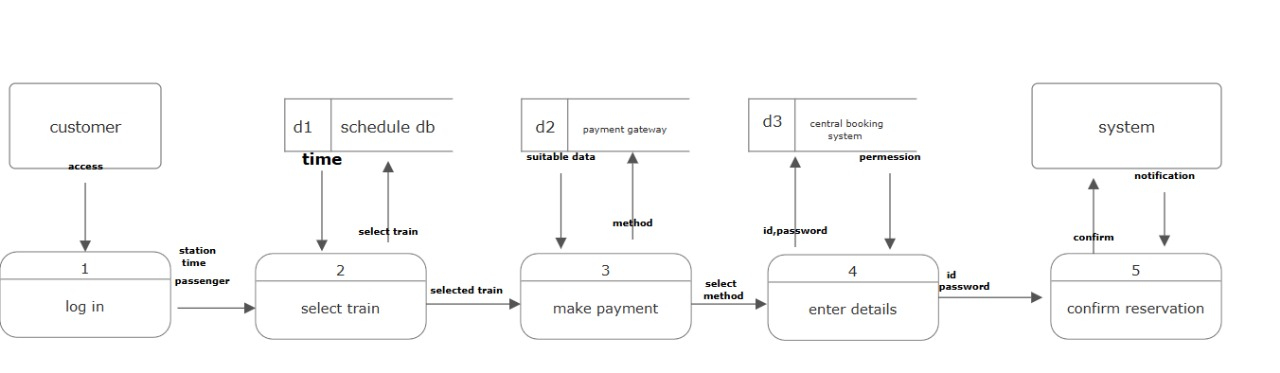 customer
d1
schedule db
d2
payment gateway
d3
central booking
system
system
access
time
suitable data
permession
notification
select train
method
id,password
confirm
1
log in
station
time
passenger
2
select train
selected train
3
make payment
select
method
4
enter details
id
password
5
confirm reservation